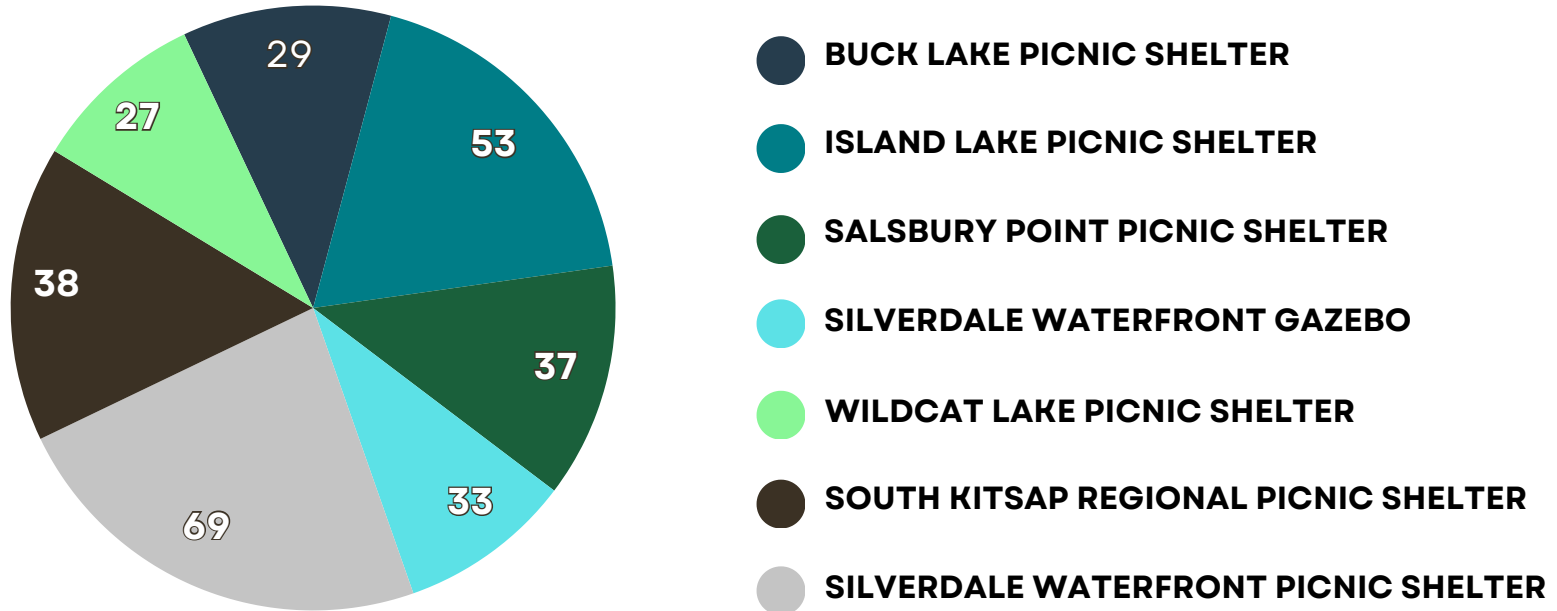 29
53
27
38
37
33
69
BUCK LAKE PICNIC SHELTER
ISLAND LAKE PICNIC SHELTER
SALSBURY POINT PICNIC SHELTER
SILVERDALE WATERFRONT GAZEBO
WILDCAT LAKE PICNIC SHELTER
SOUTH KITSAP REGIONAL PICNIC SHELTER
SILVERDALE WATERFRONT PICNIC SHELTER